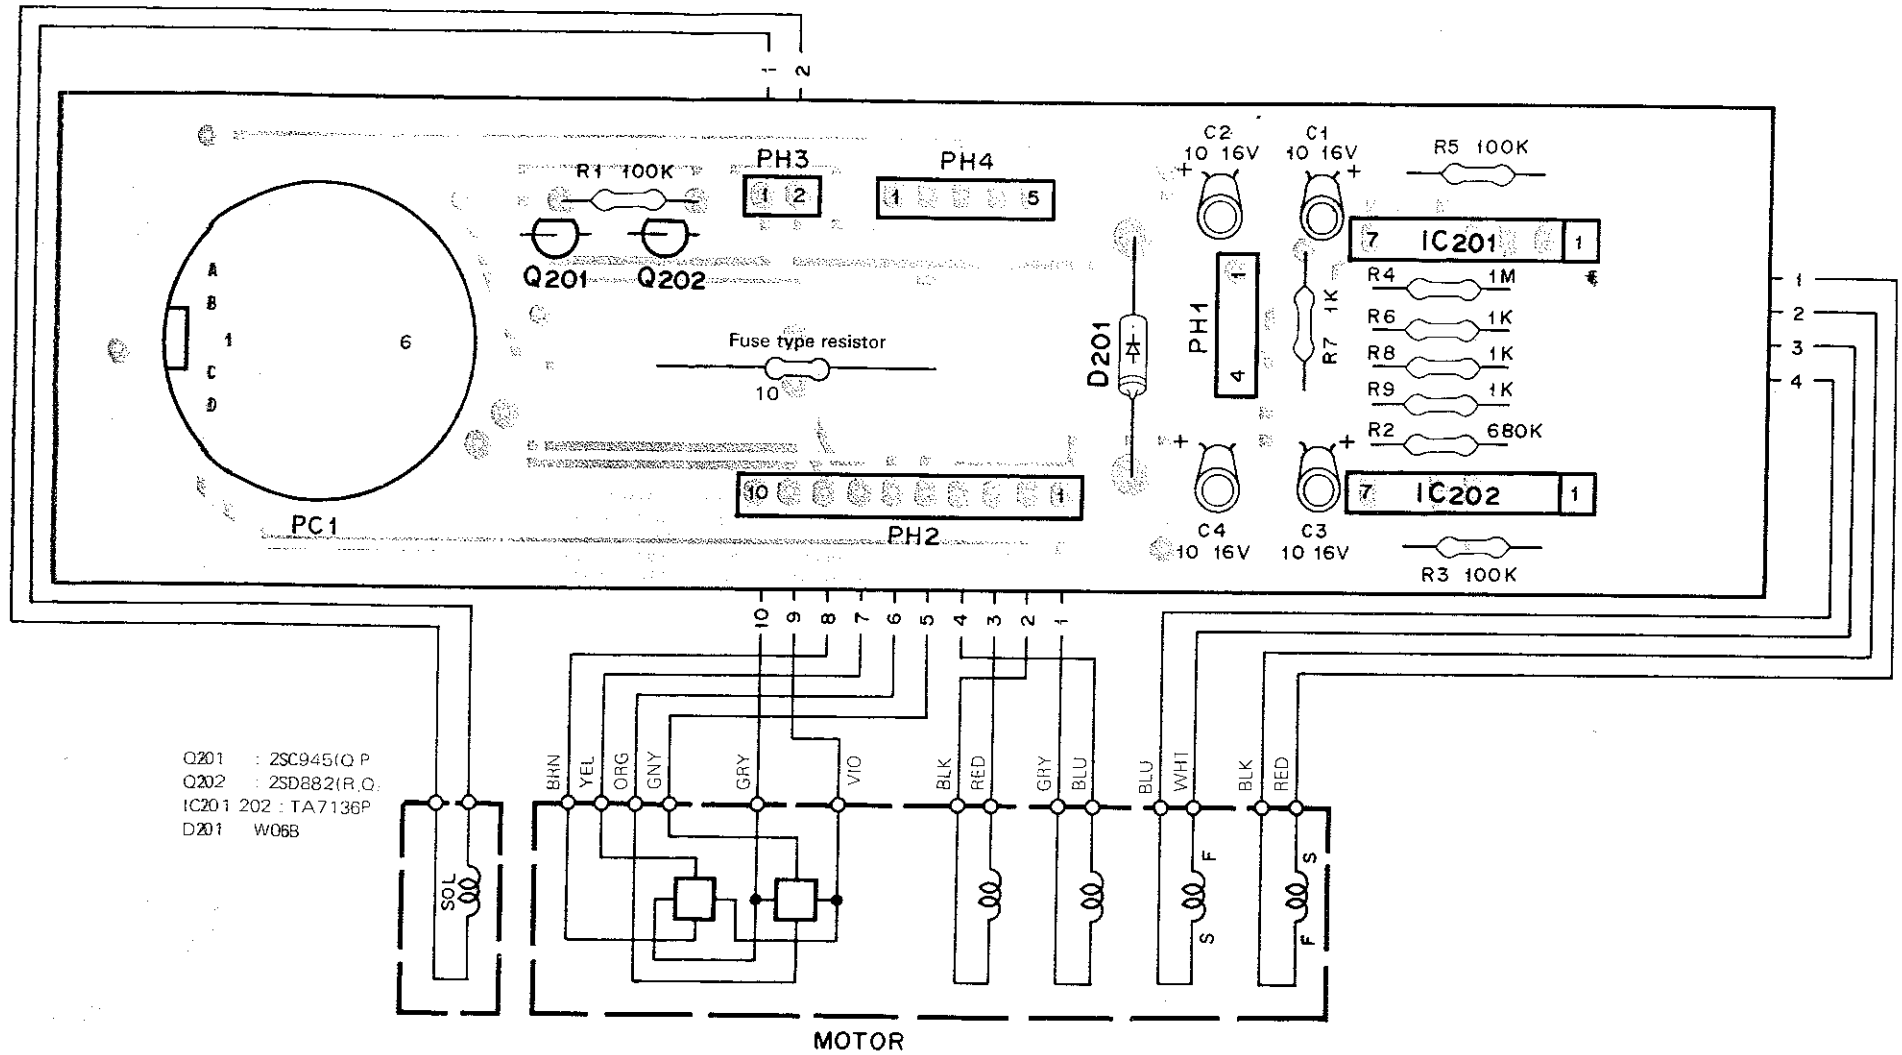 1 2
C2 C1
10 16V 10 16V R5 100K
+ +
PH3 PH4
R1 100K
1 2 1 5
7 IC201 1
Q201 Q202
A
B
1 6
C
D
R4 1M
1
R6 1K
2
R8 1K
3
R9 1K
4
R2 680K
1 PH1 4
R7 1K
D201
Fuse type resistor
10
+ +
10 1
7 IC202 1
PC1 PH2
C4 C3
10 16V 10 16V
R3 100K
10 9 8 7 6 5 4 3 2 1
Q201 : 2SC945(Q P
Q202 : 2SD882(R,Q.
IC201 202 : TA7136P
D201 W06B
BRN YEL ORG GNY GRY VIO BLK RED GRY BLU BLU WHT BLK RED
SOL
F S
S F
MOTOR